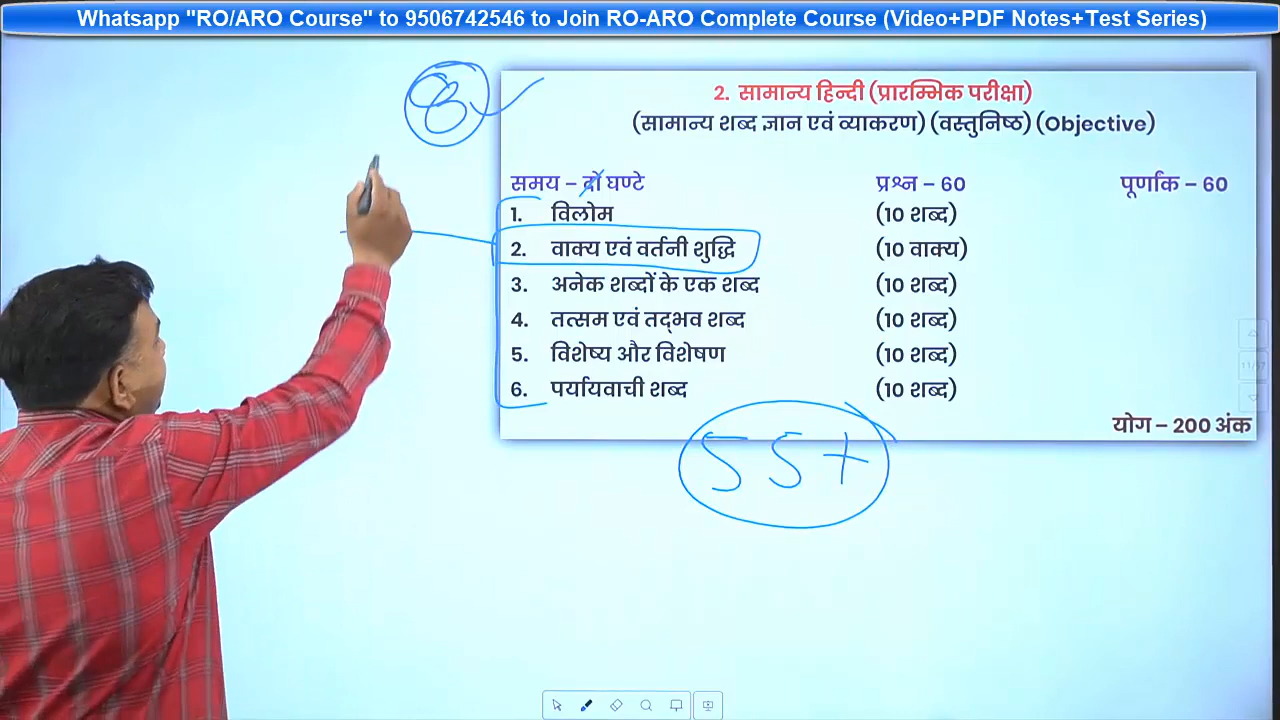 Whatsapp "RO/ARO Course" to 9506742546 to Join RO-ARO Complete Course (Video+PDF Notes+Test Series)
8
2. सामान्य हिन्दी (प्रारम्भिक परीक्षा)
(सामान्य शब्द ज्ञान एवं व्याकरण) (वस्तुनिष्ठ) (Objective)
समय – दो घण्टे प्रश्न – 60 पूर्णांक – 60
1. विलोम (10 शब्द)
2. वाक्य एवं वर्तनी शुद्धि (10 वाक्य)
3. अनेक शब्दों के एक शब्द (10 शब्द)
4. तत्सम एवं तद्भव शब्द (10 शब्द)
5. विशेष्य और विशेषण (10 शब्द)
6. पर्यायवाची शब्द (10 शब्द)
योग – 200 अंक
55+